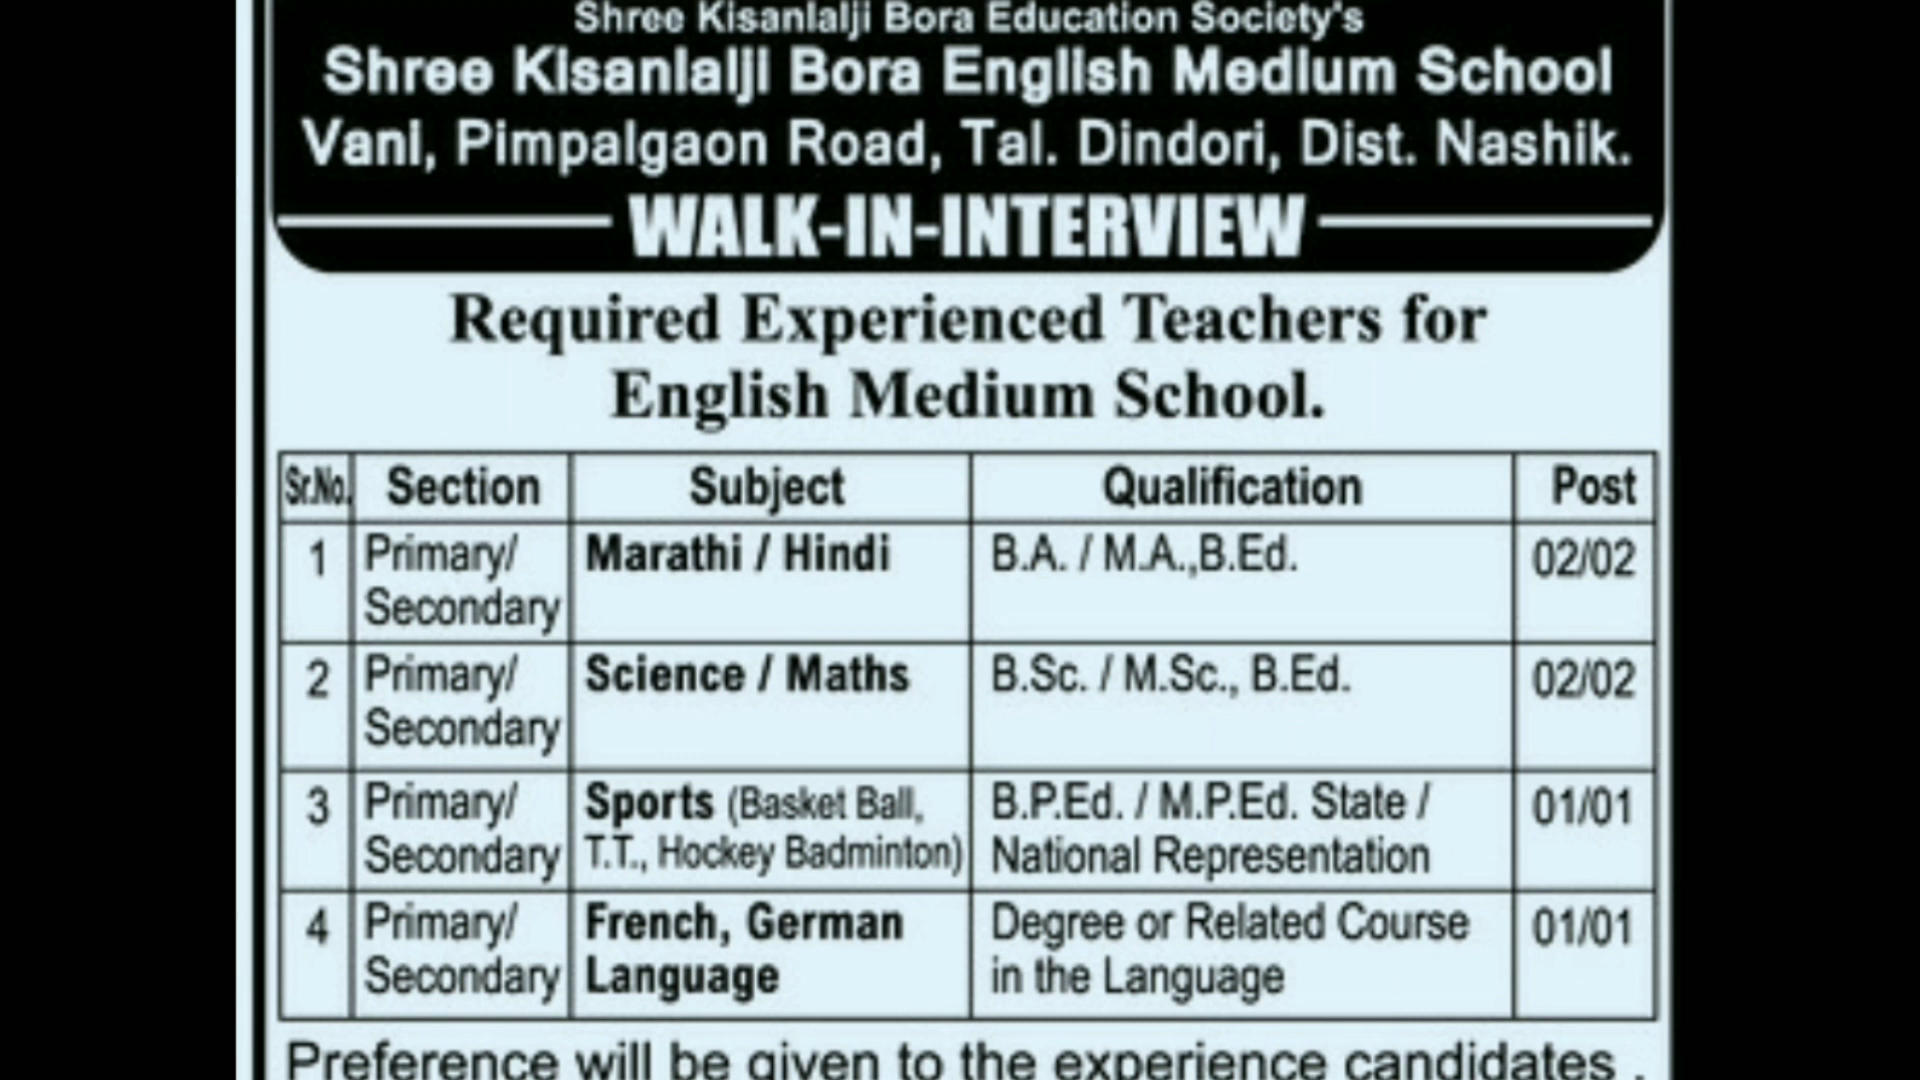 Shree Kisanlalji Bora Education Society's
Shree Kisanlalji Bora English Medium School
Vani, Pimpalgaon Road, Tal. Dindori, Dist. Nashik.
WALK-IN-INTERVIEW
Required Experienced Teachers for
English Medium School.
Sr.No. Section Subject Qualification Post
1 Primary/ Marathi / Hindi B.A. / M.A.,B.Ed. 02/02
Secondary
2 Primary/ Science / Maths B.Sc. / M.Sc., B.Ed. 02/02
Secondary
3 Primary/ Sports (Basket Ball, B.P.Ed. / M.P.Ed. State / 01/01
Secondary T.T., Hockey Badminton) National Representation
4 Primary/ French, German Degree or Related Course 01/01
Secondary Language in the Language
Preference will be given to the experience candidates .